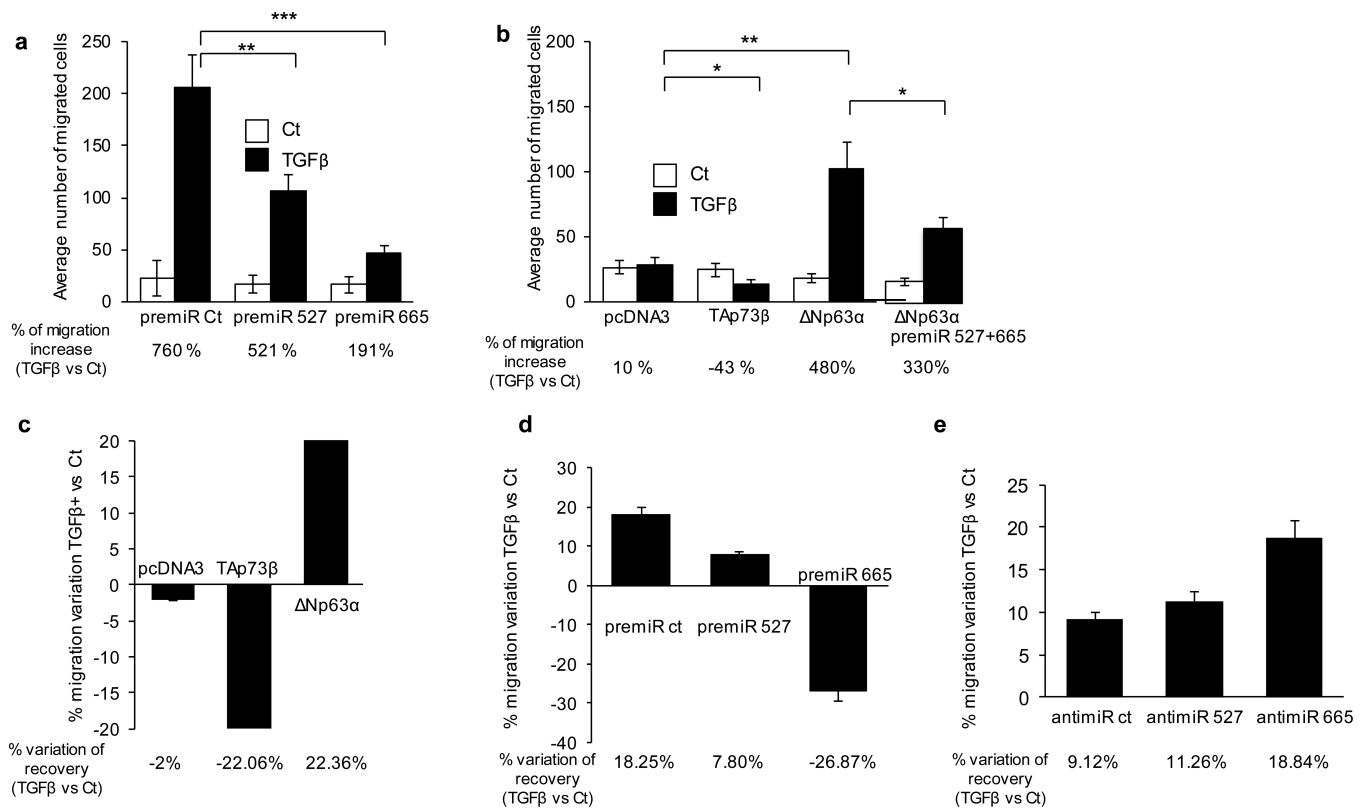 a
Average number of migrated cells
250
200
150
100
50
0
***
**
Ct
TGFβ
premiR Ct premiR 527 premiR 665
% of migration
increase
(TGFβ vs Ct)
760 % 521 % 191%
b
Average number of migrated cells
200
150
100
50
0
**
*
*
Ct
TGFβ
pcDNA3 TAp73β ΔNp63α ΔNp63α
premiR 527+665
% of migration
increase
(TGFβ vs Ct)
10 % -43 % 480% 330%
c
% migration variation TGFβ+ vs Ct
20
15
10
5
0
-5
-10
-15
-20
pcDNA3 TAp73β
ΔNp63α
% variation of
recovery
(TGFβ vs Ct)
-2% -22.06% 22.36%
d
% migration variation TGFβ vs Ct
30
20
10
0
-10
-20
-30
-40
premiR 665
premiR ct premiR 527
% variation of
recovery
(TGFβ vs Ct)
18.25% 7.80% -26.87%
e
% migration variation TGFβ vs Ct
25
20
15
10
5
0
antimiR ct antimiR 527 antimiR 665
% variation of
recovery
(TGFβ vs Ct)
9.12% 11.26% 18.84%